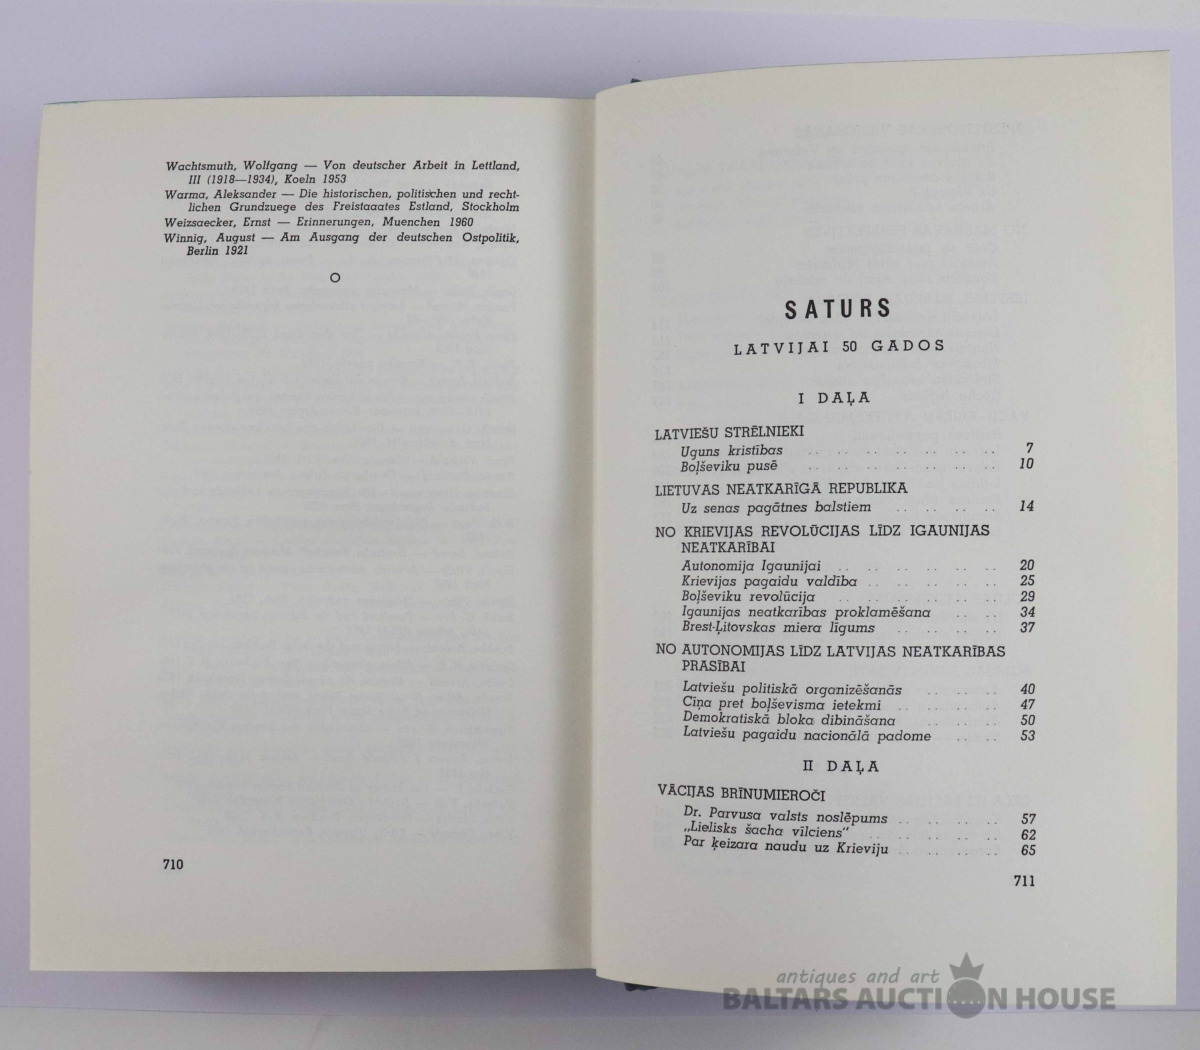 Wachtsmuth, Wolfgang — Von deutscher Arbeit in Lettland,
III (1918—1934), Koeln 1953
Warma, Aleksander — Die historischen, politischen und recht-
lichen Grundzuege des Freistaaates Estland, Stockholm
Weizsaecker, Ernst — Erinnerungen, Muenchen 1960
Winnig, August — Am Ausgang der deutschen Ostpolitik,
Berlin 1921
710
SATURS
LATVIJAI 50 GADOS
I DAĻA
LATVIEŠU STRĒLNIEKI
Uguns kristības .. .. .. .. .. .. .. 7
Boļševiku pusē .. .. .. .. .. .. .. 10
LIETUVAS NEATKARĪGĀ REPUBLIKA
Uz senas pagātnes balstiem .. .. .. .. 14
NO KRIEVIJAS REVOLŪCIJAS LĪDZ IGAUNIJAS
NEATKARĪBAI
Autonomija Igaunijai .. .. .. .. .. .. 20
Krievijas pagaidu valdība .. .. .. .. .. 25
Boļševiku revolūcija .. .. .. .. .. .. 29
Igaunijas neatkarības proklamēšana .. .. 34
Brest-Ļitovskas miera līgums .. .. .. .. 37
NO AUTONOMIJAS LĪDZ LATVIJAS NEATKARĪBAS
PRASĪBAI
Latviešu politiskā organizēšanās .. .. .. 40
Cīņa pret boļševisma ietekmi .. .. .. .. 47
Demokratiskā bloka dibināšana .. .. .. 50
Latviešu pagaidu nacionālā padome .. .. 53
II DAĻA
VĀCIJAS BRĪNUMIEROČI
Dr. Parvusa valsts noslēpums .. .. .. .. 57
„Lielisks šacha vilciens" .. .. .. .. .. 62
Par ķeizara naudu uz Krieviju .. .. .. .. 65
711
antiques and art
BALTARS AUCTION HOUSE